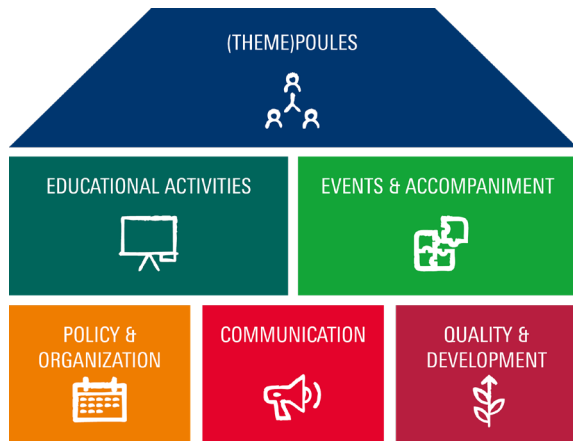 (THEME)POULES
EDUCATIONAL ACTIVITIES
EVENTS & ACCOMPANIMENT
POLICY &
ORGANIZATION
COMMUNICATION
QUALITY &
DEVELOPMENT